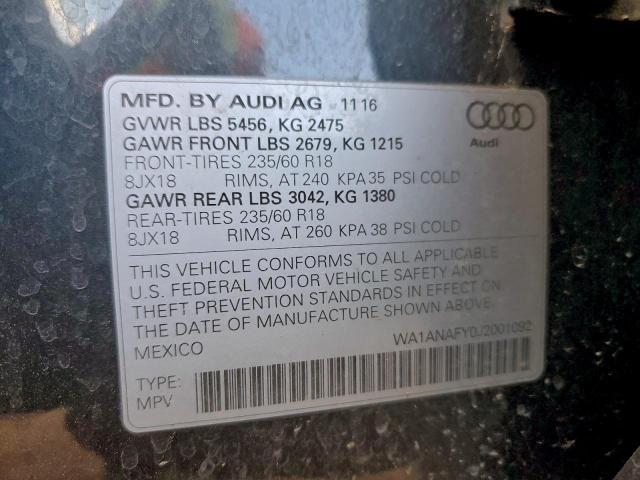 MFD. BY AUDI AG 11 16
GVWR LBS 5456, KG 2475
GAWR FRONT LBS 2679, KG 1215
FRONT-TIRES 235/60 R18
8JX18 RIMS, AT 240 KPA 35 PSI COLD
GAWR REAR LBS 3042, KG 1380
REAR-TIRES 235/60 R18
8JX18 RIMS, AT 260 KPA 38 PSI COLD
Audi
THIS VEHICLE CONFORMS TO ALL APPLICABLE
U.S. FEDERAL MOTOR VEHICLE SAFETY AND
THEFT PREVENTION STANDARDS IN EFFECT ON
THE DATE OF MANUFACTURE SHOWN ABOVE.
MEXICO WA1ANAFY0J2001092
TYPE:
MPV